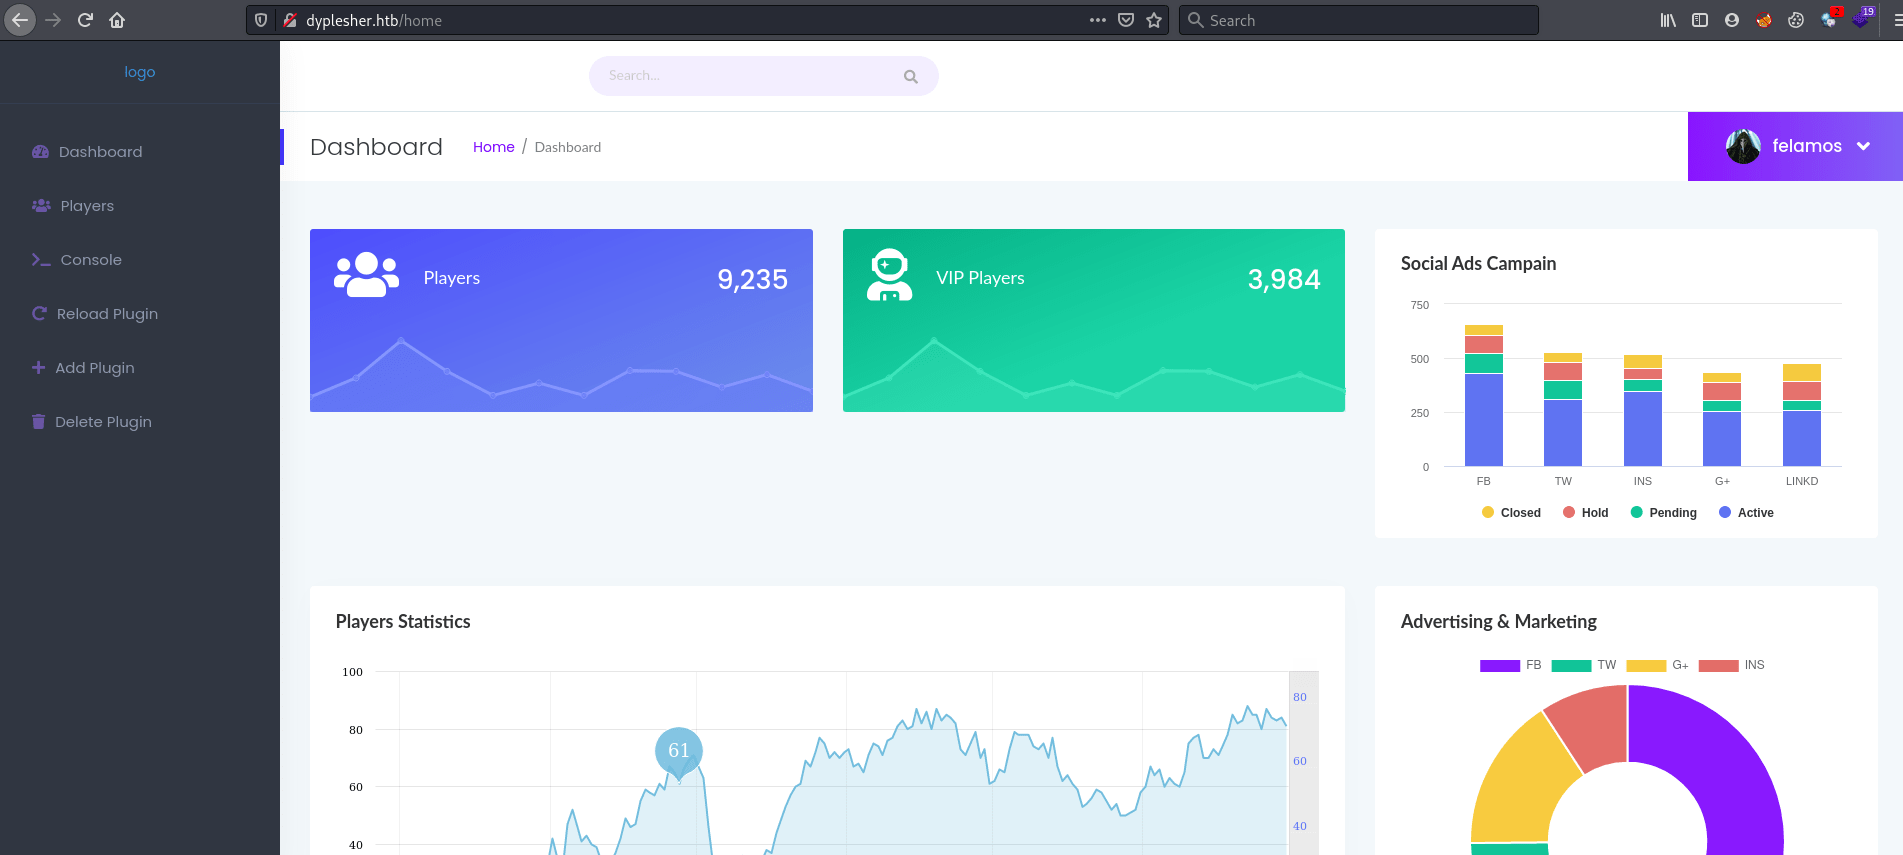 dyplesher.htb/home
Search
2
19
logo
Search...
Dashboard
Players
Console
Reload Plugin
Add Plugin
Delete Plugin
Dashboard
Home / Dashboard
felamos
Players
9,235
VIP Players
3,984
Social Ads Campain
750
500
250
0
FB
TW
INS
G+
LINKD
Closed
Hold
Pending
Active
Players Statistics
100
80
60
40
61
80
60
40
Advertising & Marketing
FB
TW
G+
INS